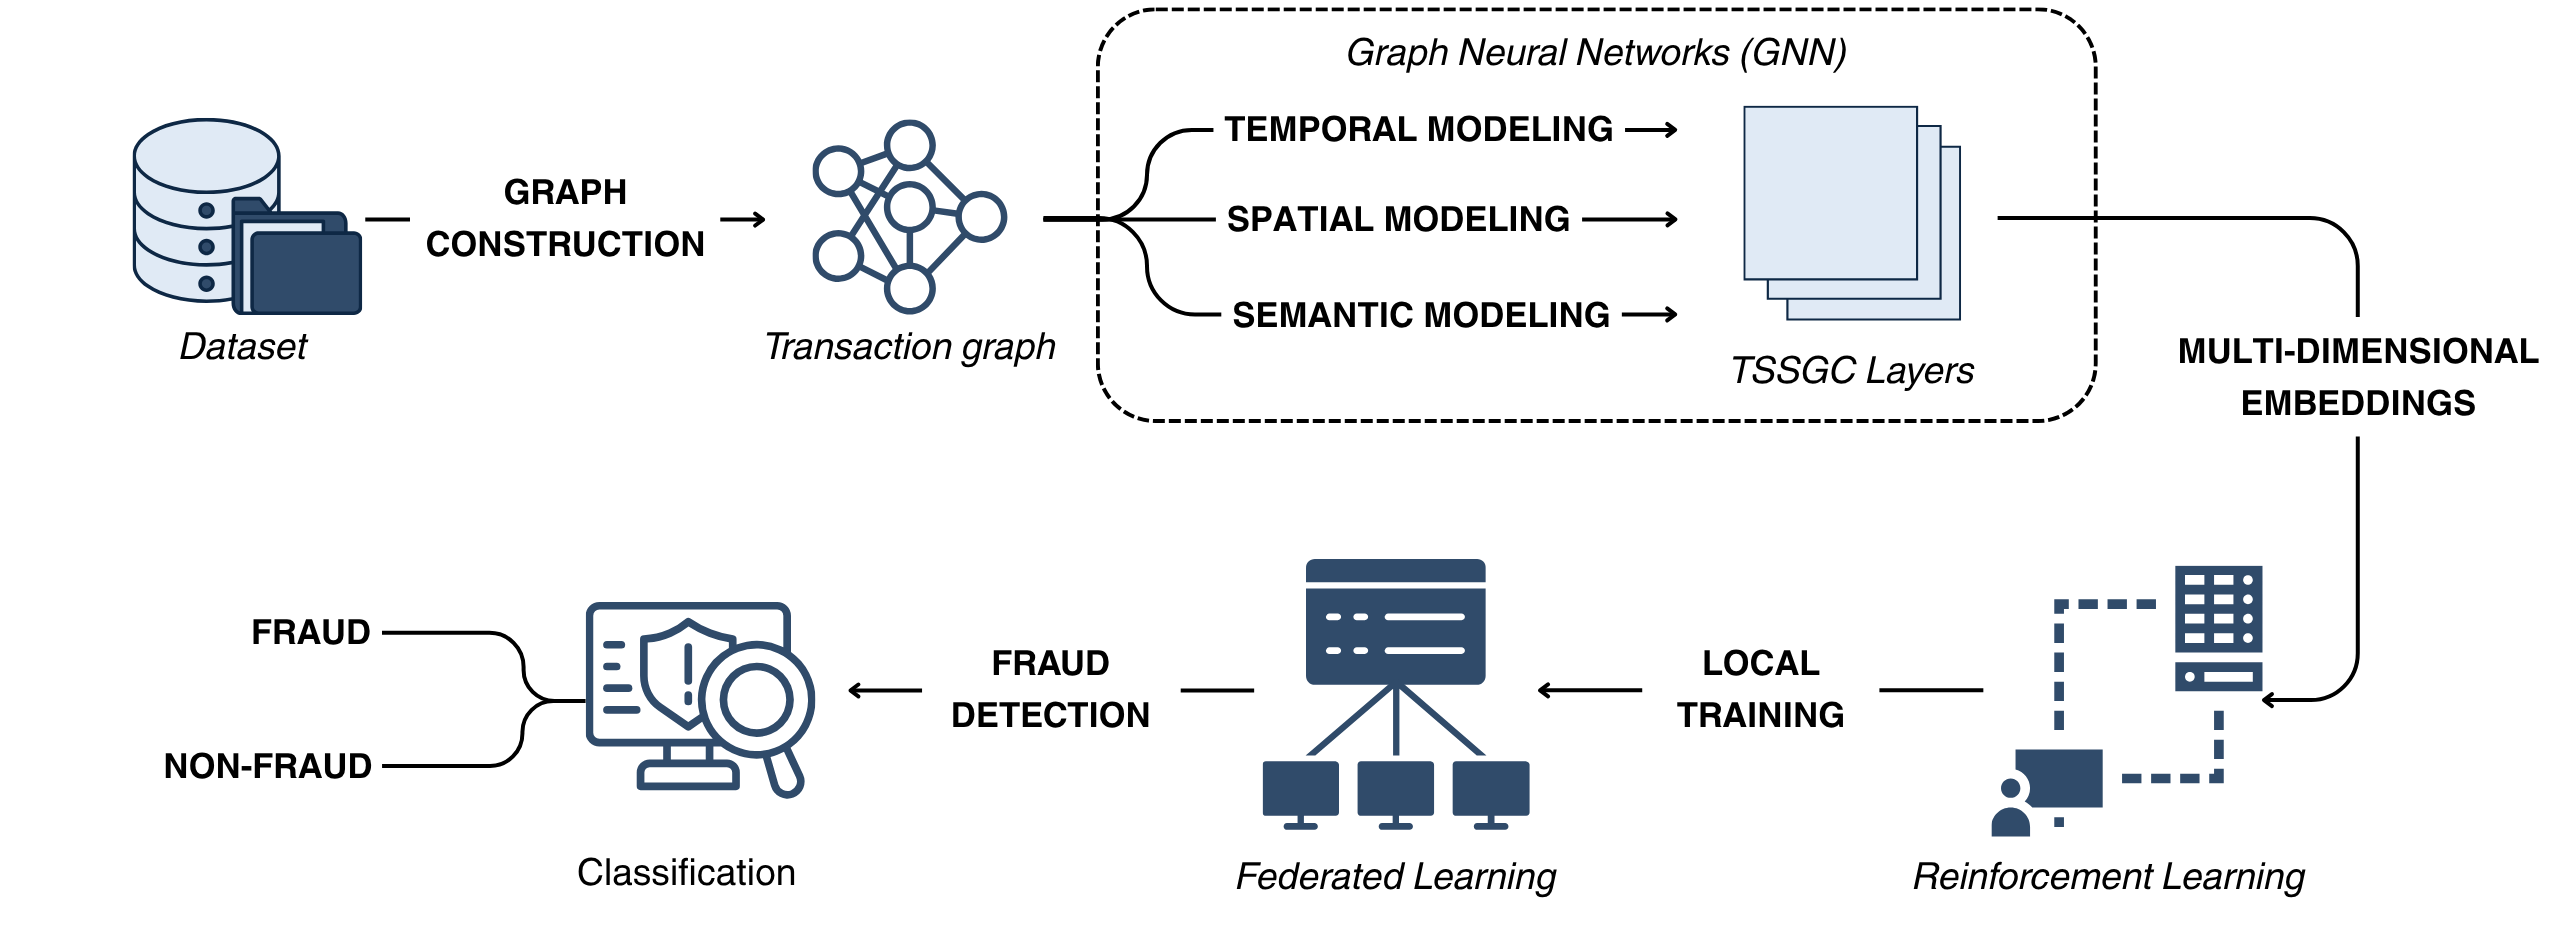 Graph Neural Networks (GNN)
TEMPORAL MODELING
GRAPH
CONSTRUCTION
SPATIAL MODELING
SEMANTIC MODELING
Dataset
Transaction graph
TSSGC Layers
MULTI-DIMENSIONAL
EMBEDDINGS
FRAUD
NON-FRAUD
FRAUD
DETECTION
LOCAL
TRAINING
Classification
Federated Learning
Reinforcement Learning